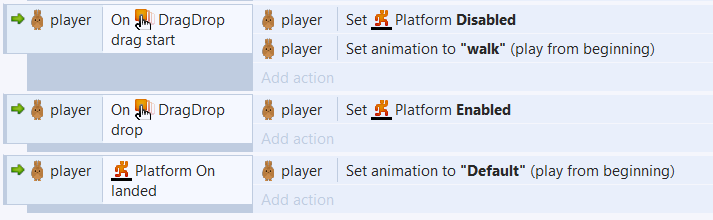 player On DragDrop player Set Platform Disabled
drag start
player Set animation to "walk" (play from beginning)
Add action
player On DragDrop player Set Platform Enabled
drop
Add action
player Platform On player Set animation to "Default" (play from beginning)
landed
Add action